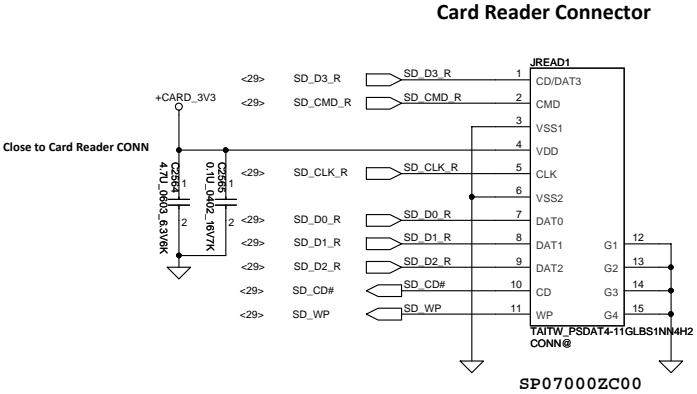 Card Reader Connector
JREAD1
<29> SD_D3_R SD_D3_R 1 CD/DAT3
+CARD_3V3
<29> SD_CMD_R SD_CMD_R 2 CMD
3 VSS1
Close to Card Reader CONN
4 VDD
C2564
4.7U_0603_6.3V6K
1
2
C2565
0.1U_0402_16V7K
1
2
<29> SD_CLK_R SD_CLK_R 5 CLK
6 VSS2
<29> SD_D0_R SD_D0_R 7 DAT0
<29> SD_D1_R SD_D1_R 8 DAT1 G1 12
<29> SD_D2_R SD_D2_R 9 DAT2 G2 13
<29> SD_CD# SD_CD# 10 CD G3 14
<29> SD_WP SD_WP 11 WP G4 15
TAITW_PSDAT4-11GLBS1NN4H2
CONN@
SP07000ZC00